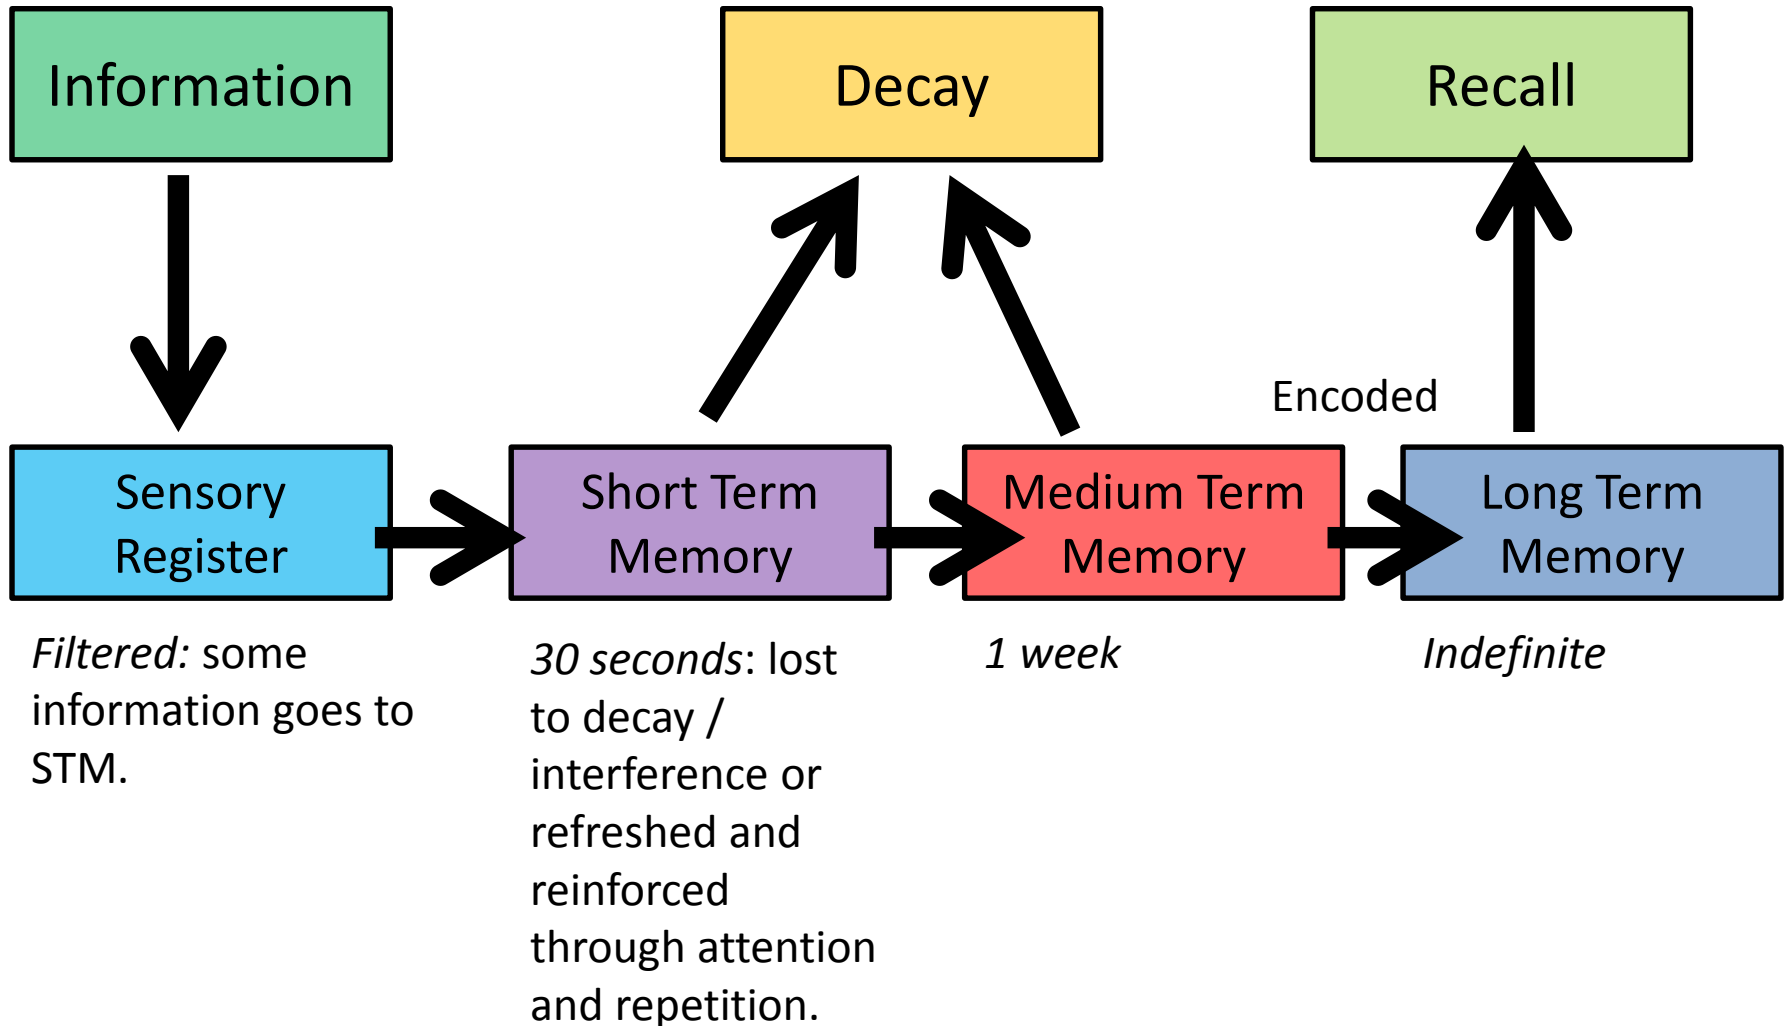 Information
Decay
Recall
Encoded
Sensory
Register
Short Term
Memory
Medium Term
Memory
Long Term
Memory
Filtered: some
information goes to
STM.
30 seconds: lost
to decay /
interference or
refreshed and
reinforced
through attention
and repetition.
1 week
Indefinite